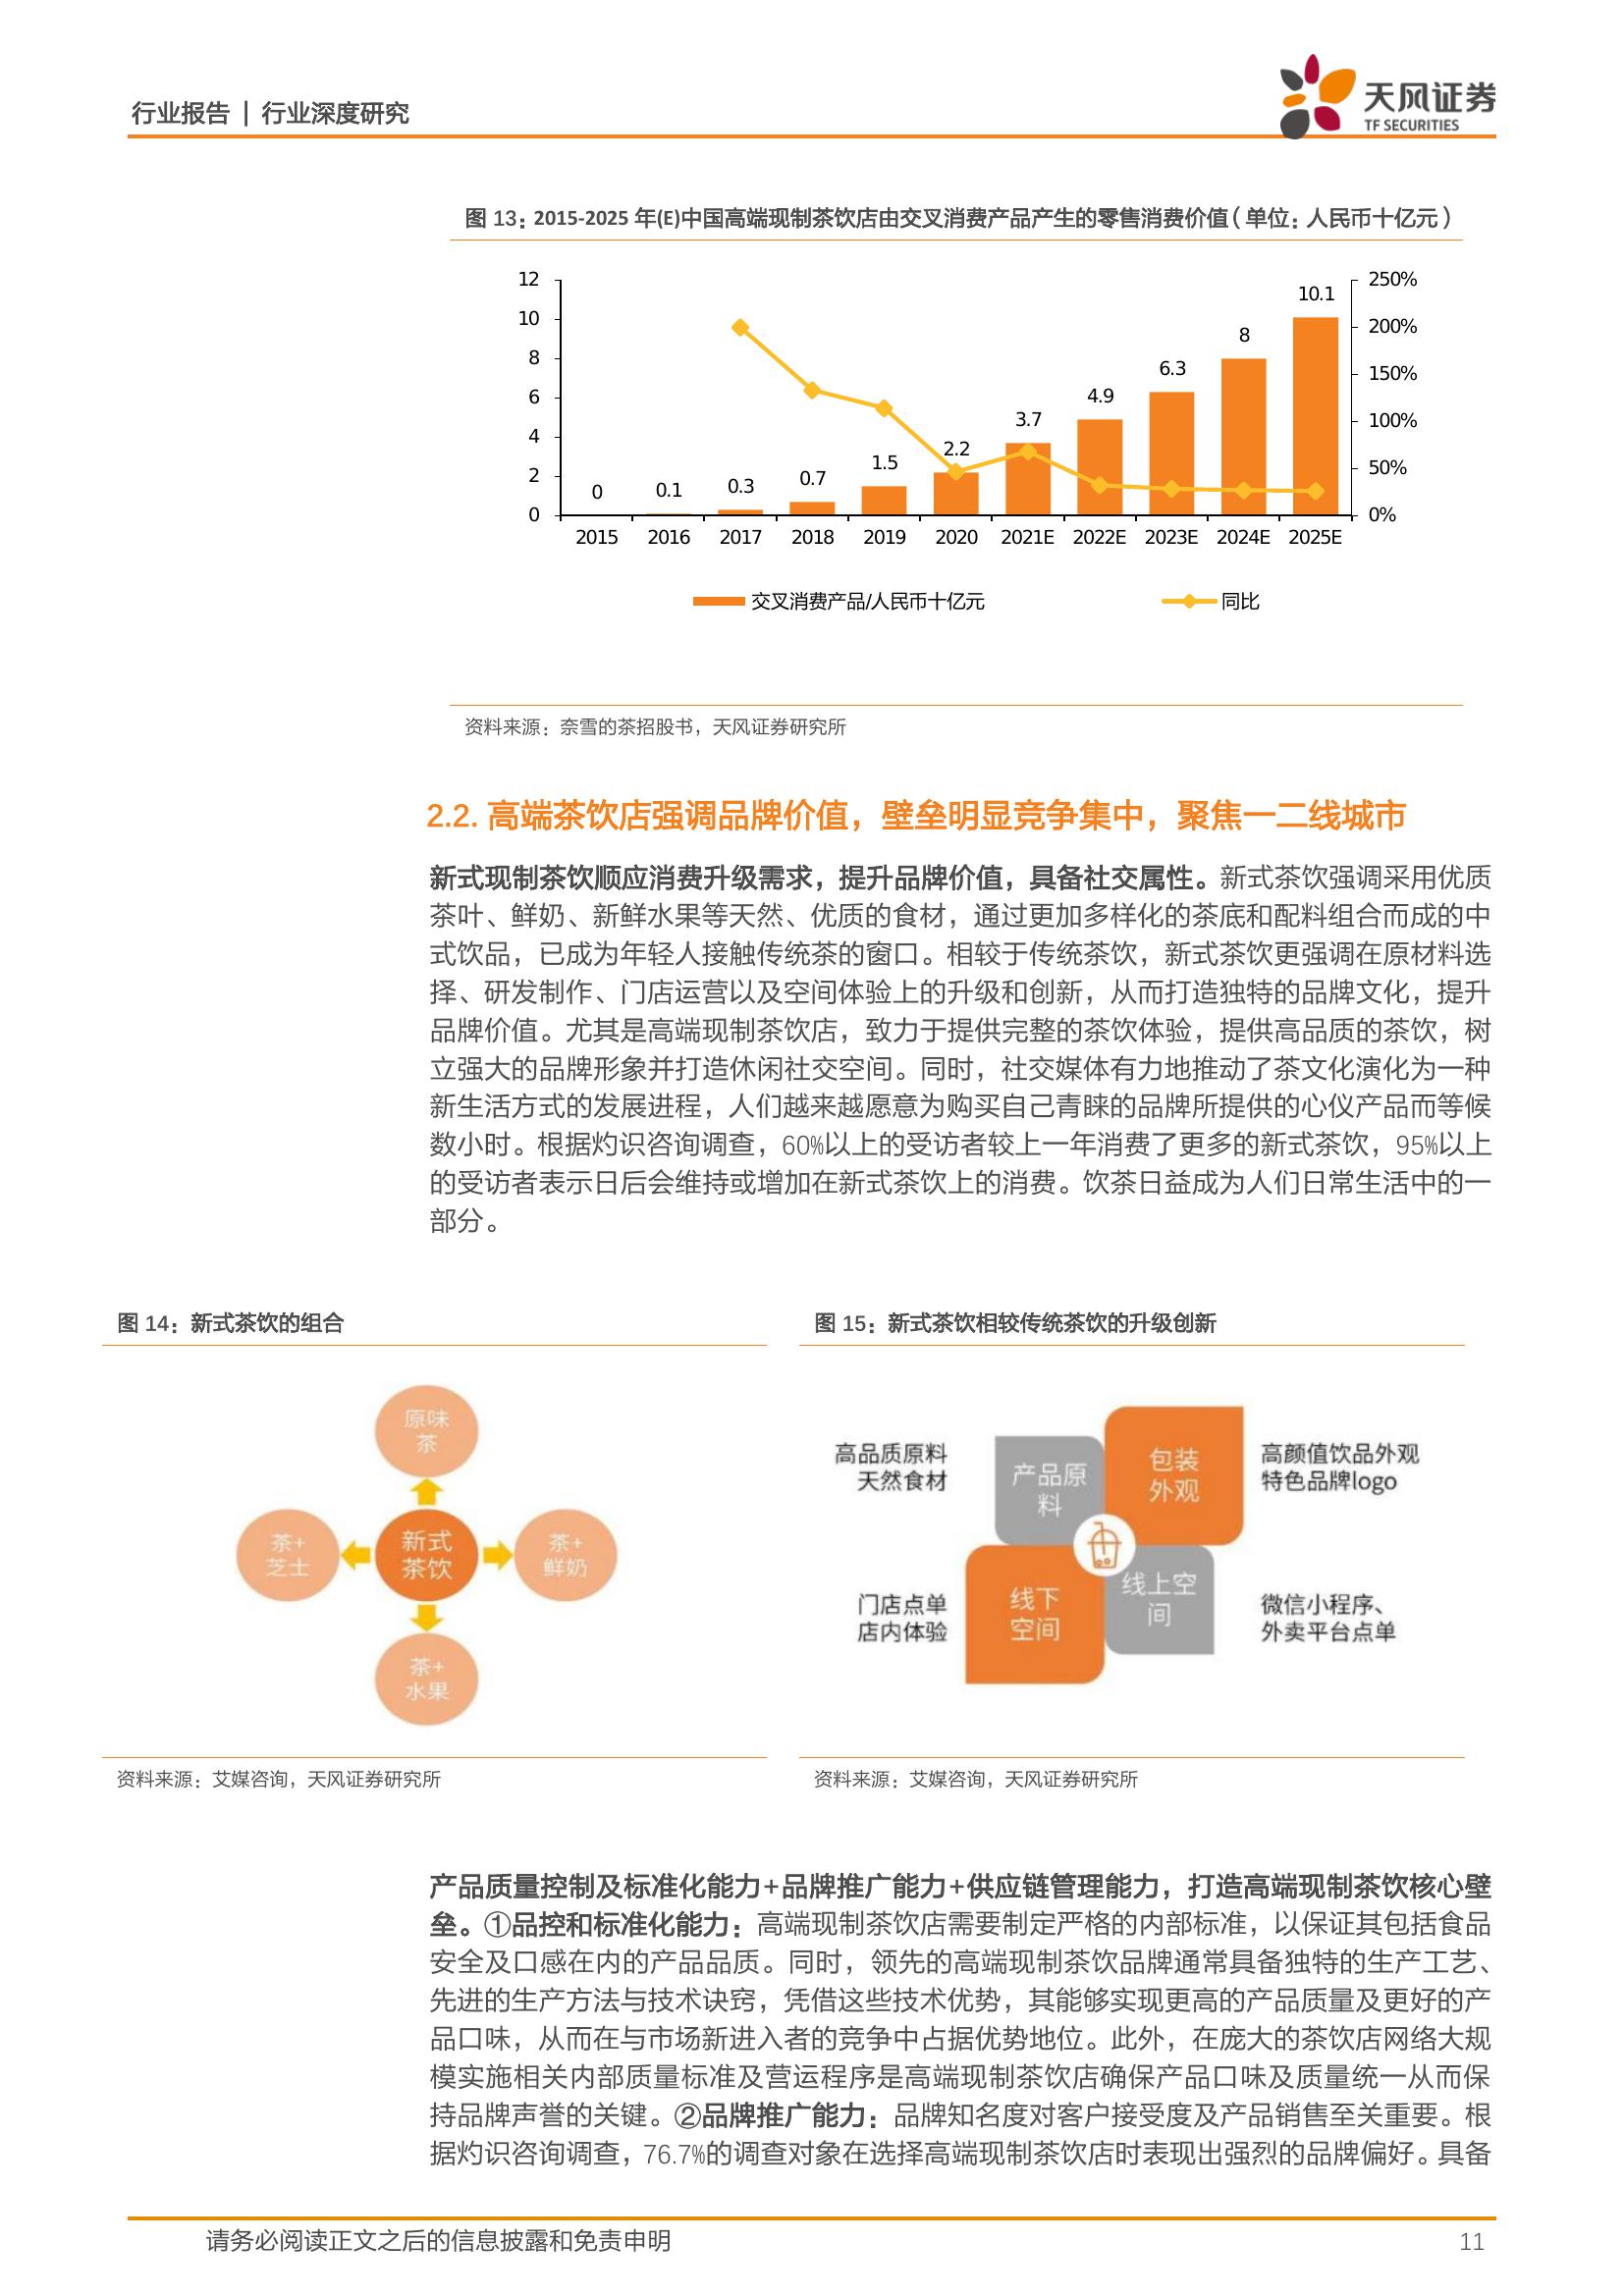 行业报告 | 行业深度研究
天风证券
TF SECURITIES
图 13：2015-2025 年(E)中国高端现制茶饮店由交叉消费产品产生的零售消费价值（单位：人民币十亿元）
12
10
8
6
4
2
0
250%
200%
150%
100%
50%
0%
0
0.1
0.3
0.7
1.5
2.2
3.7
4.9
6.3
8
10.1
2015 2016 2017 2018 2019 2020 2021E 2022E 2023E 2024E 2025E
交叉消费产品/人民币十亿元 同比
资料来源：奈雪的茶招股书，天风证券研究所
2.2. 高端茶饮店强调品牌价值，壁垒明显竞争集中，聚焦一二线城市
新式现制茶饮顺应消费升级需求，提升品牌价值，具备社交属性。新式茶饮强调采用优质
茶叶、鲜奶、新鲜水果等天然、优质的食材，通过更加多样化的茶底和配料组合而成的中
式饮品，已成为年轻人接触传统茶的窗口。相较于传统茶饮，新式茶饮更强调在原材料选
择、研发制作、门店运营以及空间体验上的升级和创新，从而打造独特的品牌文化，提升
品牌价值。尤其是高端现制茶饮店，致力于提供完整的茶饮体验，提供高品质的茶饮，树
立强大的品牌形象并打造休闲社交空间。同时，社交媒体有力地推动了茶文化演化为一种
新生活方式的发展进程，人们越来越愿意为购买自己青睐的品牌所提供的心仪产品而等候
数小时。根据灼识咨询调查，60%以上的受访者较上一年消费了更多的新式茶饮，95%以上
的受访者表示日后会维持或增加在新式茶饮上的消费。饮茶日益成为人们日常生活中的一
部分。
图 14：新式茶饮的组合
原味
茶
茶+
芝士
新式
茶饮
茶+
鲜奶
茶+
水果
资料来源：艾媒咨询，天风证券研究所
图 15：新式茶饮相较传统茶饮的升级创新
高品质原料
天然食材
产品原
料
包装
外观
高颜值饮品外观
特色品牌logo
门店点单
店内体验
线下
空间
线上空
间
微信小程序、
外卖平台点单
资料来源：艾媒咨询，天风证券研究所
产品质量控制及标准化能力+品牌推广能力+供应链管理能力，打造高端现制茶饮核心壁
垒。①品控和标准化能力：高端现制茶饮店需要制定严格的内部标准，以保证其包括食品
安全及口感在内的产品品质。同时，领先的高端现制茶饮品牌通常具备独特的生产工艺、
先进的生产方法与技术诀窍，凭借这些技术优势，其能够实现更高的产品质量及更好的产
品口味，从而在与市场新进入者的竞争中占据优势地位。此外，在庞大的茶饮店网络大规
模实施相关内部质量标准及营运程序是高端现制茶饮店确保产品口味及质量统一从而保
持品牌声誉的关键。②品牌推广能力：品牌知名度对客户接受度及产品销售至关重要。根
据灼识咨询调查，76.7%的调查对象在选择高端现制茶饮店时表现出强烈的品牌偏好。具备
请务必阅读正文之后的信息披露和免责申明
11